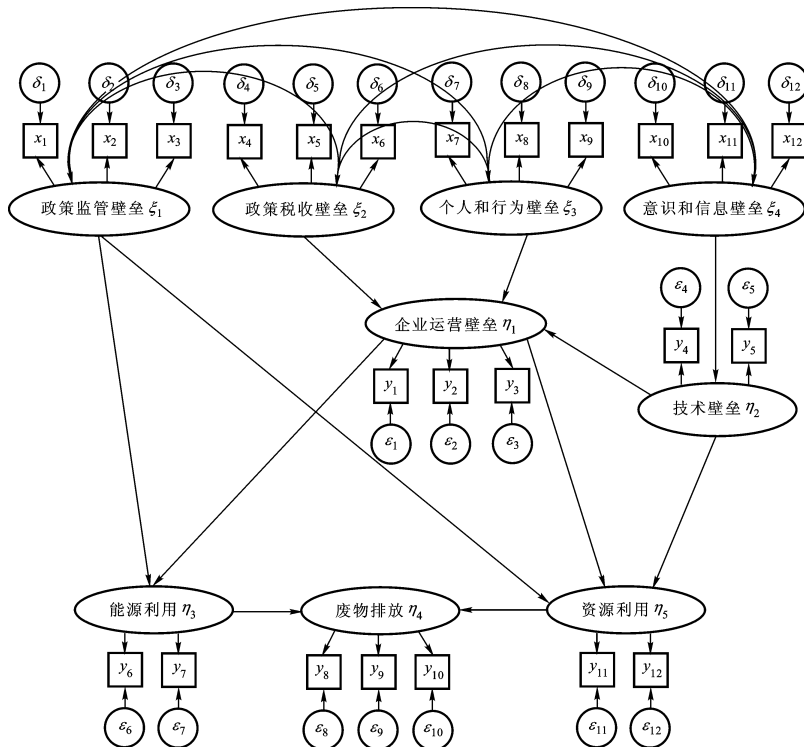 δ₁ δ₂ δ₃ δ₄ δ₅ δ₆ δ₇ δ₈ δ₉ δ₁₀ δ₁₁ δ₁₂
x₁ x₂ x₃ x₄ x₅ x₆ x₇ x₈ x₉ x₁₀ x₁₁ x₁₂
政策监管壁垒 ξ₁ 政策税收壁垒 ξ₂ 个人和行为壁垒 ξ₃ 意识和信息壁垒 ξ₄
ε₄ ε₅
企业运营壁垒 η₁
y₄ y₅
y₁ y₂ y₃
技术壁垒 η₂
ε₁ ε₂ ε₃
能源利用 η₃ 废物排放 η₄ 资源利用 η₅
y₆ y₇ y₈ y₉ y₁₀ y₁₁ y₁₂
ε₆ ε₇ ε₈ ε₉ ε₁₀ ε₁₁ ε₁₂